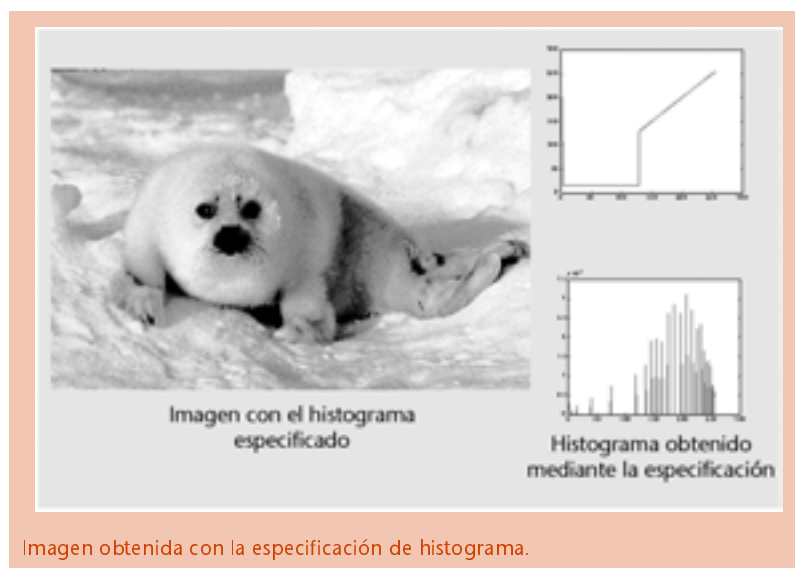 Imagen con el histograma
especificado
Histograma obtenido
mediante la especificación
Imagen obtenida con la especificación de histograma.